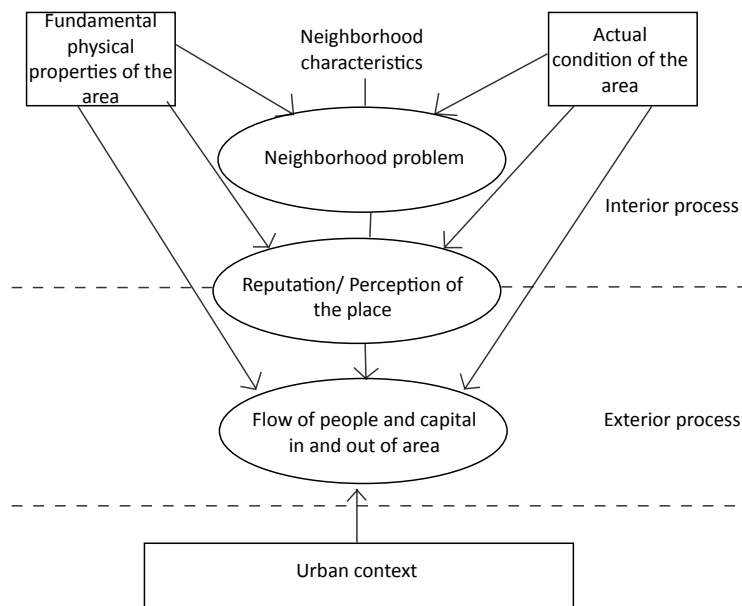 Fundamental
physical
properties of the
area
Neighborhood
characteristics
Actual
condition of the
area
Neighborhood problem
Interior process
Reputation/ Perception of
the place
Flow of people and capital
in and out of area
Exterior process
Urban context